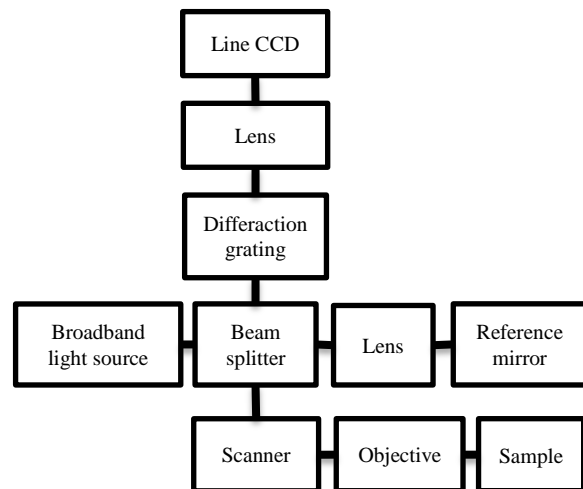 Line CCD
Lens
Differaction
grating
Broadband
light source
Beam
splitter
Lens
Reference
mirror
Scanner
Objective
Sample